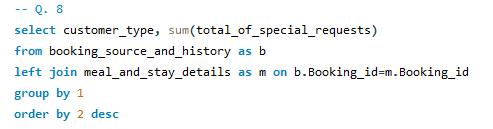 -- Q. 8
select customer_type, sum(total_of_special_requests)
from booking_source_and_history as b
left join meal_and_stay_details as m on b.Booking_id=m.Booking_id
group by 1
order by 2 desc